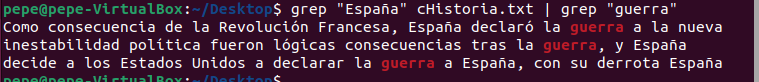 pepe@pepe-VirtualBox:~/Desktop$ grep "España" cHistoria.txt | grep "guerra"
Como consecuencia de la Revolución Francesa, España declaró la guerra a la nueva
inestabilidad política fueron lógicas consecuencias tras la guerra, y España
decide a los Estados Unidos a declarar la guerra a España, con su derrota España
pepe@pepe-VirtualBox:~/Desktop$